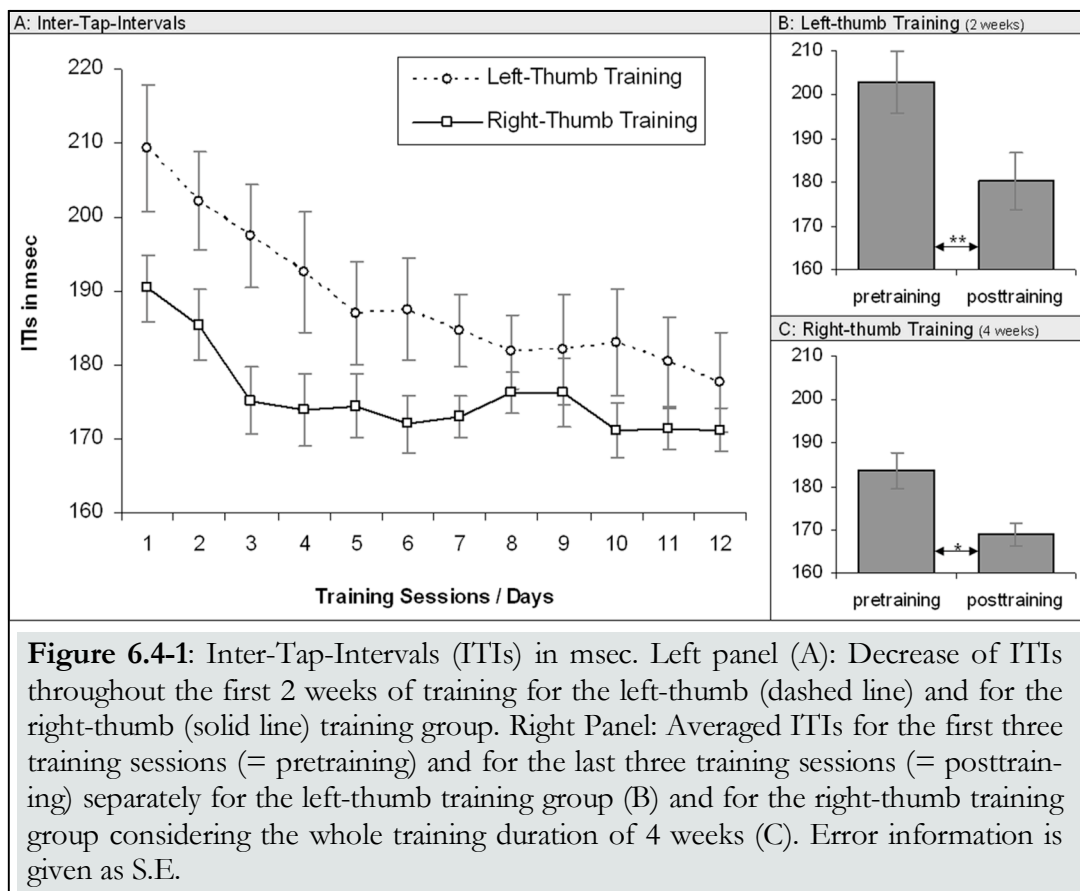 A: Inter-Tap-Intervals
220
210
200
190
180
170
160
ITIs in msec
Left-Thumb Training
Right-Thumb Training
1 2 3 4 5 6 7 8 9 10 11 12
Training Sessions / Days
B: Left-thumb Training (2 weeks)
210
200
190
180
170
160
**
pretraining posttraining
C: Right-thumb Training (4 weeks)
210
200
190
180
170
160
*
pretraining posttraining
Figure 6.4-1: Inter-Tap-Intervals (ITIs) in msec. Left panel (A): Decrease of ITIs
throughout the first 2 weeks of training for the left-thumb (dashed line) and for the
right-thumb (solid line) training group. Right Panel: Averaged ITIs for the first three
training sessions (= pretraining) and for the last three training sessions (= posttrain-
ing) separately for the left-thumb training group (B) and for the right-thumb training
group considering the whole training duration of 4 weeks (C). Error information is
given as S.E.